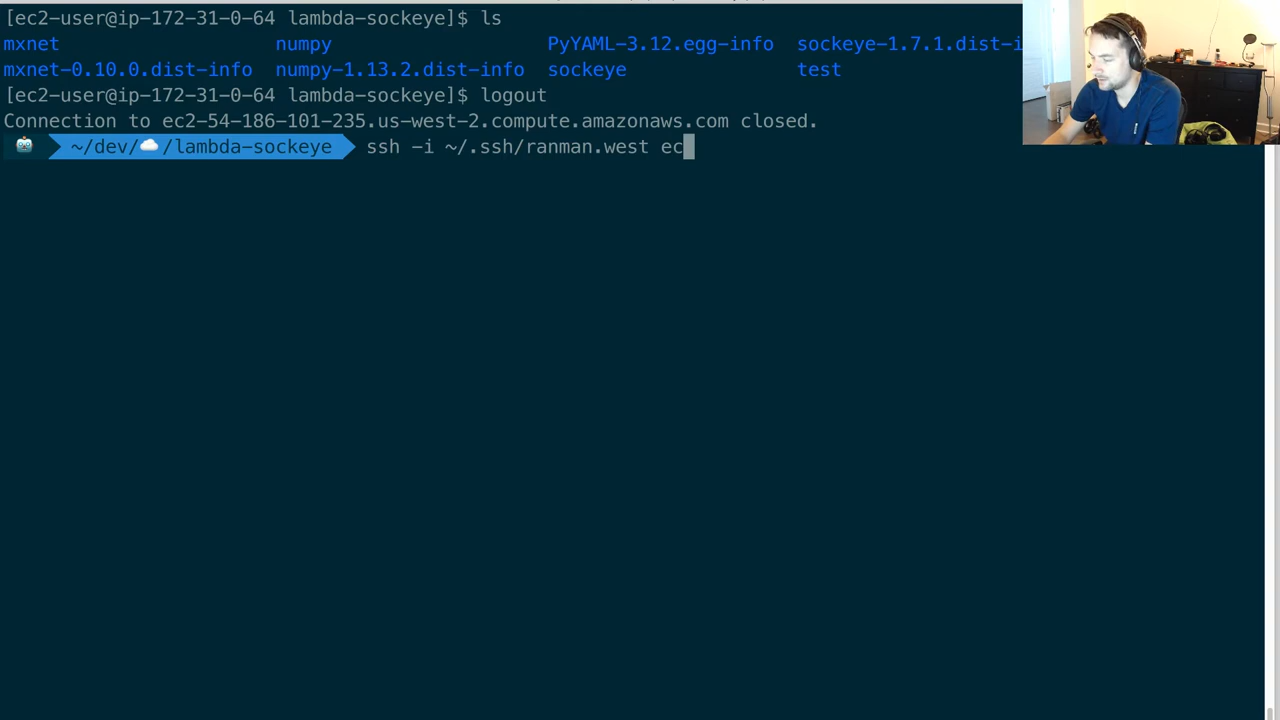 [ec2-user@ip-172-31-0-64 lambda-sockeye]$ ls
mxnet numpy PyYAML-3.12.egg-info sockeye-1.7.1.dist-i
mxnet-0.10.0.dist-info numpy-1.13.2.dist-info sockeye test
[ec2-user@ip-172-31-0-64 lambda-sockeye]$ logout
Connection to ec2-54-186-101-235.us-west-2.compute.amazonaws.com closed.
~/dev/☁️/lambda-sockeye ssh -i ~/.ssh/ranman.west ec